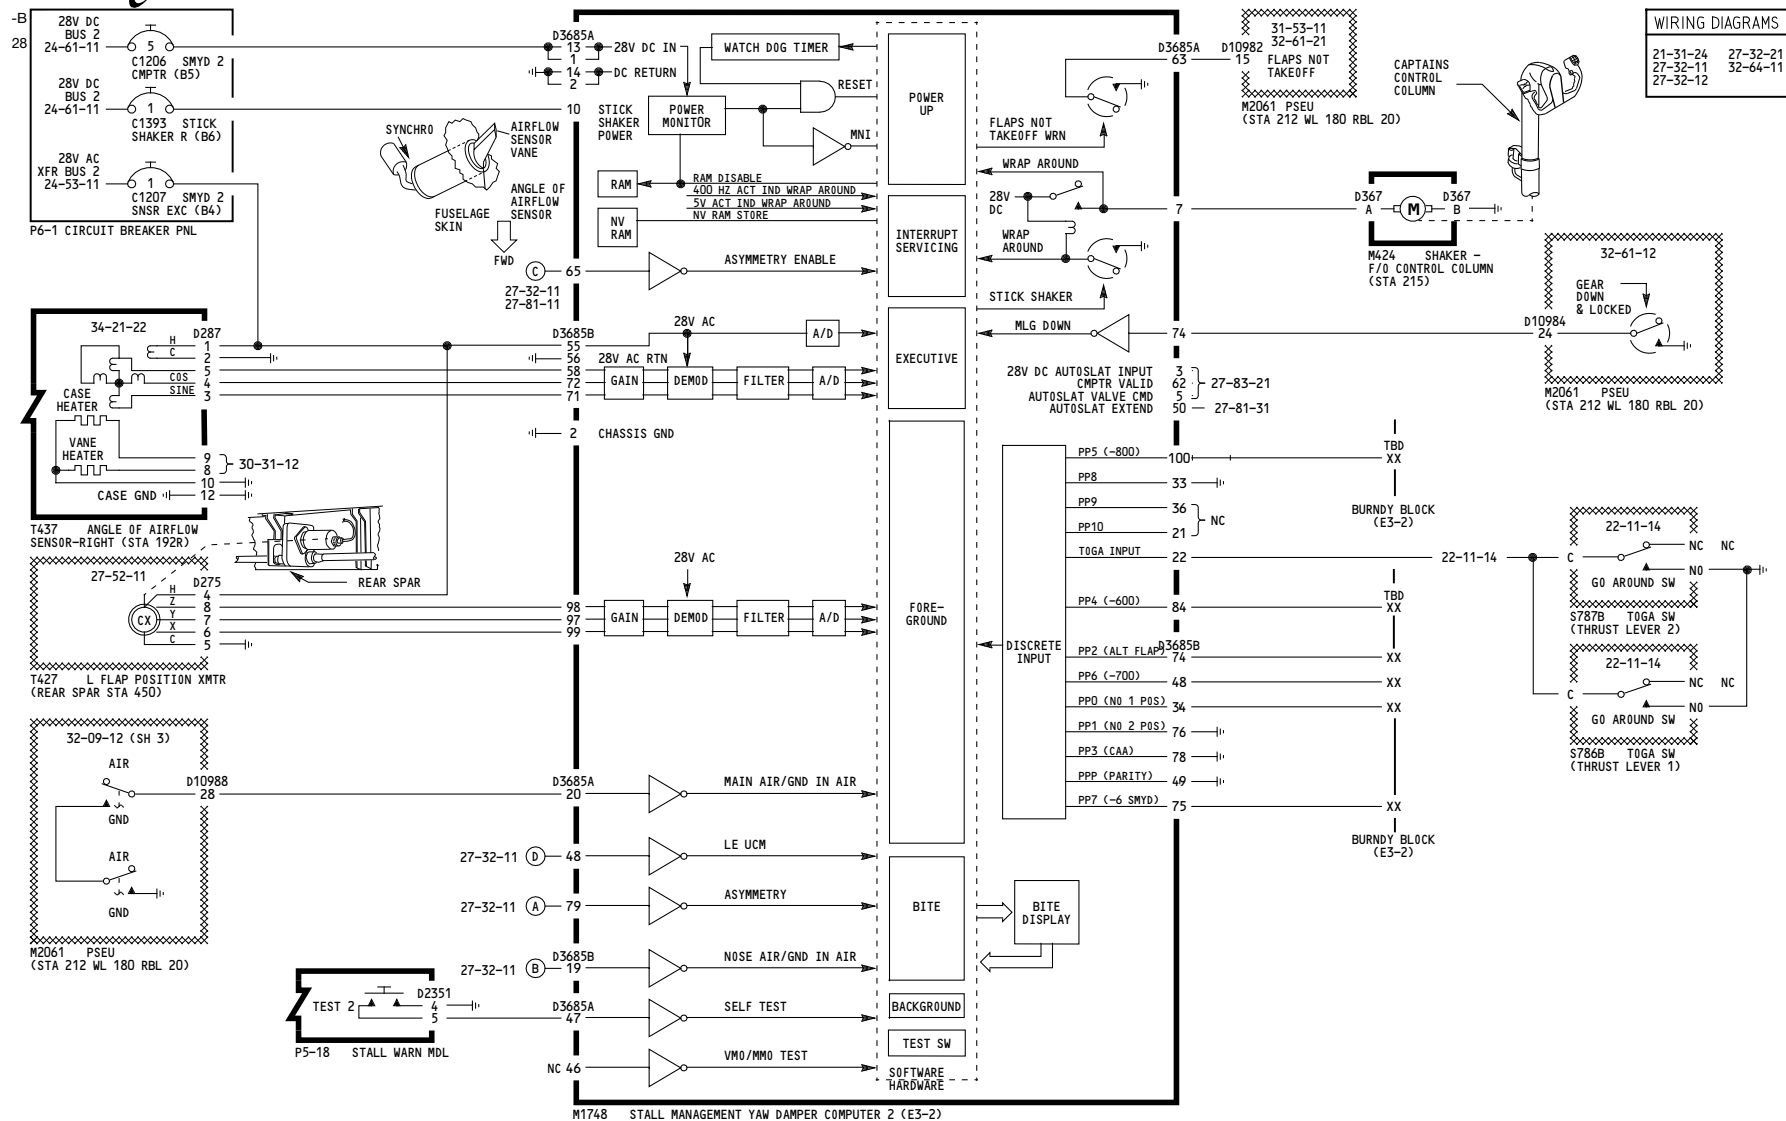 -B
28
28V DC
BUS 2
24-61-11
5
C1206 SMYD 2
CMPTR (B5)
28V DC
BUS 2
24-61-11
1
C1393 STICK
SHAKER R (B6)
28V AC
XFR BUS 2
24-53-11
1
C1207 SMYD 2
SNSR EXC (B4)
P6-1 CIRCUIT BREAKER PNL
34-21-22
D287
H
1
C
2
5
COS
4
SINE
3
CASE
HEATER
VANE
HEATER
9
8
30-31-12
10
CASE GND
12
T437 ANGLE OF AIRFLOW
SENSOR-RIGHT (STA 192R)
27-52-11
D275
H
4
Z
8
Y
7
X
6
C
5
CX
REAR SPAR
T427 L FLAP POSITION XMTR
(REAR SPAR STA 450)
32-09-12 (SH 3)
AIR
D10988
28
GND
AIR
GND
M2061 PSEU
(STA 212 WL 180 RBL 20)
TEST 2
D2351
4
5
P5-18 STALL WARN MDL
SYNCHRO
AIRFLOW
SENSOR
VANE
FUSELAGE
SKIN
ANGLE OF
AIRFLOW
SENSOR
FWD
D3685A
13
1
28V DC IN
14
2
DC RETURN
10
STICK
SHAKER
POWER
WATCH DOG TIMER
POWER
MONITOR
RESET
MNI
RAM
RAM DISABLE
400 HZ ACT IND WRAP AROUND
5V ACT IND WRAP AROUND
NV RAM STORE
NV
RAM
C
65
ASYMMETRY ENABLE
27-32-11
27-81-11
D3685B
55
28V AC
A/D
56
28V AC RTN
58
72
71
GAIN
DEMOD
FILTER
A/D
2
CHASSIS GND
28V AC
98
97
99
GAIN
DEMOD
FILTER
A/D
D3685A
20
MAIN AIR/GND IN AIR
27-32-11
D
48
LE UCM
27-32-11
A
79
ASYMMETRY
D3685B
27-32-11
B
19
NOSE AIR/GND IN AIR
D3685A
47
SELF TEST
NC 46
VMO/MMO TEST
POWER
UP
INTERRUPT
SERVICING
EXECUTIVE
FORE-
GROUND
BITE
BACKGROUND
TEST SW
SOFTWARE
HARDWARE
BITE
DISPLAY
M1748 STALL MANAGEMENT YAW DAMPER COMPUTER 2 (E3-2)
FLAPS NOT
TAKEOFF WRN
WRAP AROUND
28V
DC
WRAP
AROUND
STICK SHAKER
MLG DOWN
74
28V DC AUTOSLAT INPUT
3
CMPTR VALID
62
27-83-21
AUTOSLAT VALVE CMD
5
AUTOSLAT EXTEND
50
27-81-31
DISCRETE
INPUT
PP5 (-800)
100
PP8
33
PP9
36
NC
PP10
21
TOGA INPUT
22
22-11-14
PP4 (-600)
84
D3685B
PP2 (ALT FLAP)
74
PP6 (-700)
48
PP0 (NO 1 POS)
34
PP1 (NO 2 POS)
76
PP3 (CAA)
78
PPP (PARITY)
49
PP7 (-6 SMYD)
75
TBD
XX
BURNDY BLOCK
(E3-2)
TBD
XX
XX
XX
XX
XX
BURNDY BLOCK
(E3-2)
D3685A
63
D10982
15
31-53-11
32-61-21
FLAPS NOT
TAKEOFF
M2061 PSEU
(STA 212 WL 180 RBL 20)
7
D367
A
M
D367
B
M424 SHAKER -
F/O CONTROL COLUMN
(STA 215)
CAPTAINS
CONTROL
COLUMN
32-61-12
GEAR
DOWN
& LOCKED
D10984
24
M2061 PSEU
(STA 212 WL 180 RBL 20)
22-11-14
C
NC NC
NO
GO AROUND SW
S787B TOGA SW
(THRUST LEVER 2)
22-11-14
C
NC NC
NO
GO AROUND SW
S786B TOGA SW
(THRUST LEVER 1)
WIRING DIAGRAMS
21-31-24 27-32-21
27-32-11 32-64-11
27-32-12